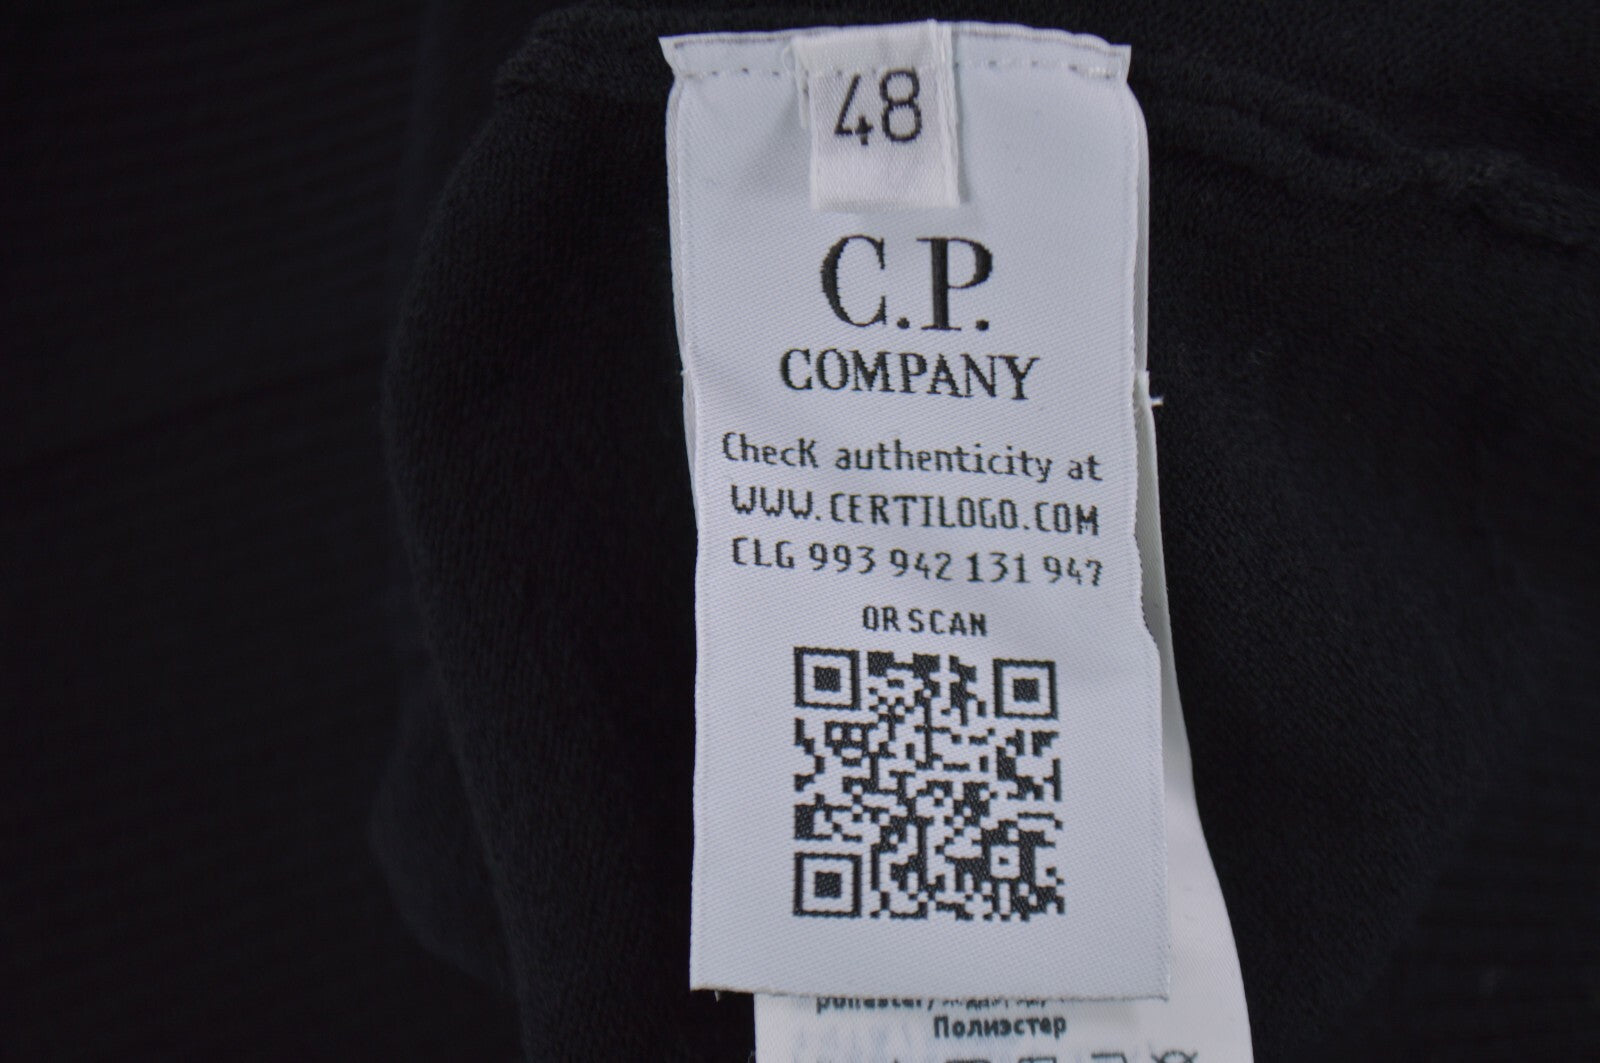 48
C.P.
COMPANY
Check authenticity at
WWW.CERTILOGO.COM
CLG 993 942 131 947
OR SCAN
Полиэстер